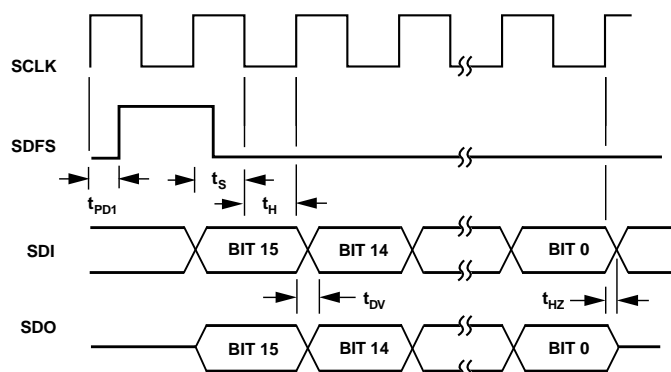 SCLK
SDFS
tPD1
tS
tH
SDI BIT 15 BIT 14 BIT 0
tDV
tHZ
SDO BIT 15 BIT 14 BIT 0